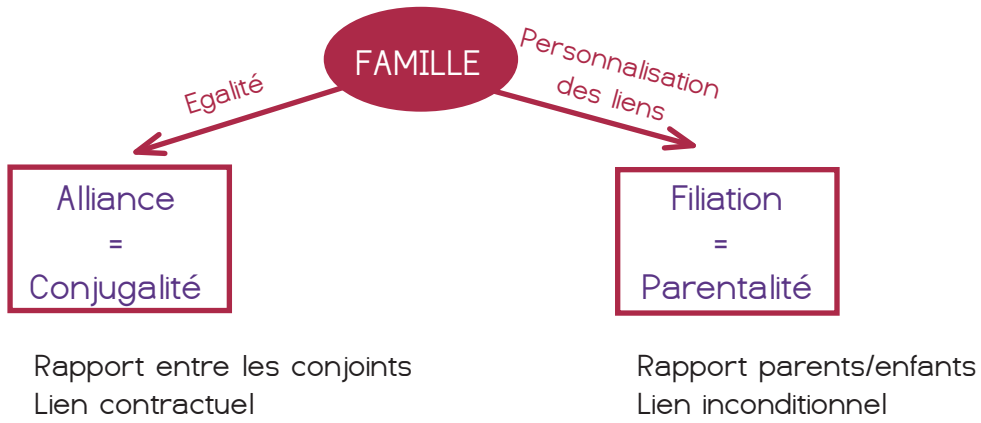 FAMILLE
Egalité
Personnalisation
des liens
Alliance
=
Conjugalité
Filiation
=
Parentalité
Rapport entre les conjoints
Lien contractuel
Rapport parents/enfants
Lien inconditionnel